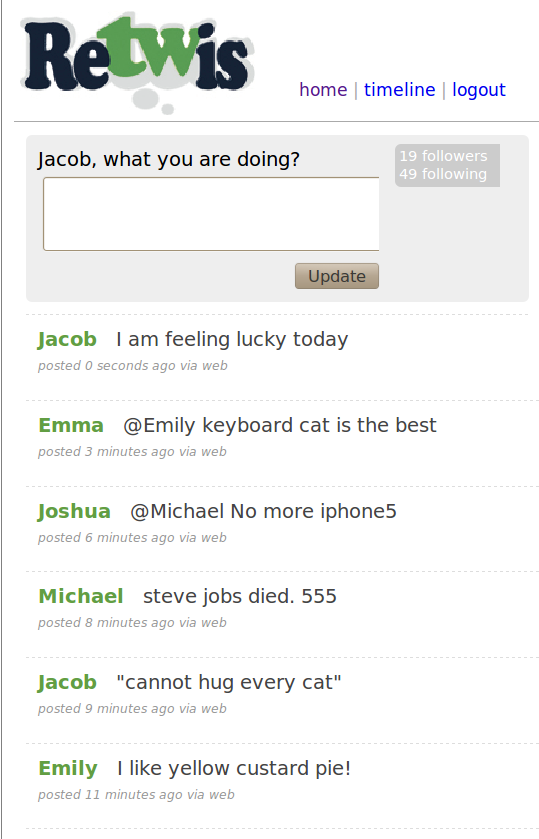 Retwis
home | timeline | logout
Jacob, what you are doing?
19 followers
49 following
Update
Jacob I am feeling lucky today
posted 0 seconds ago via web
Emma @Emily keyboard cat is the best
posted 3 minutes ago via web
Joshua @Michael No more iphone5
posted 6 minutes ago via web
Michael steve jobs died. 555
posted 8 minutes ago via web
Jacob "cannot hug every cat"
posted 9 minutes ago via web
Emily I like yellow custard pie!
posted 11 minutes ago via web